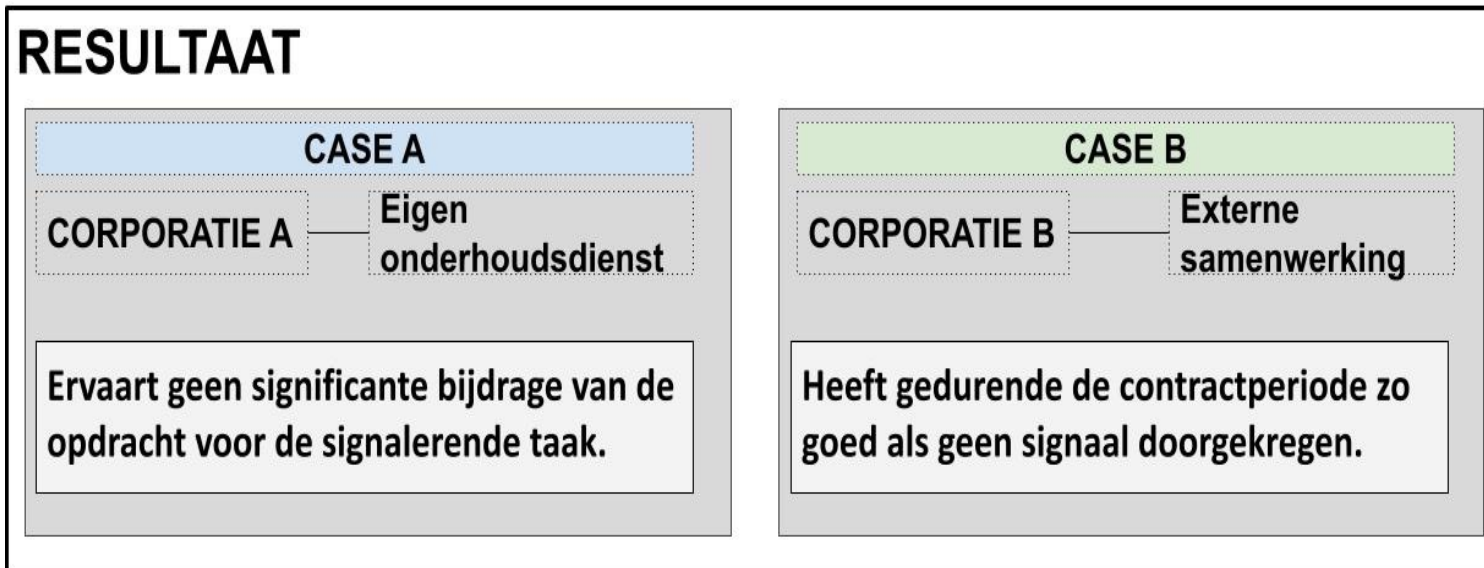 RESULTAAT
CASE A
CORPORATIE A
Eigen
onderhoudsdienst
Ervaart geen significante bijdrage van de
opdracht voor de signalerende taak.
CASE B
CORPORATIE B
Externe
samenwerking
Heeft gedurende de contractperiode zo
goed als geen signaal doorgekregen.